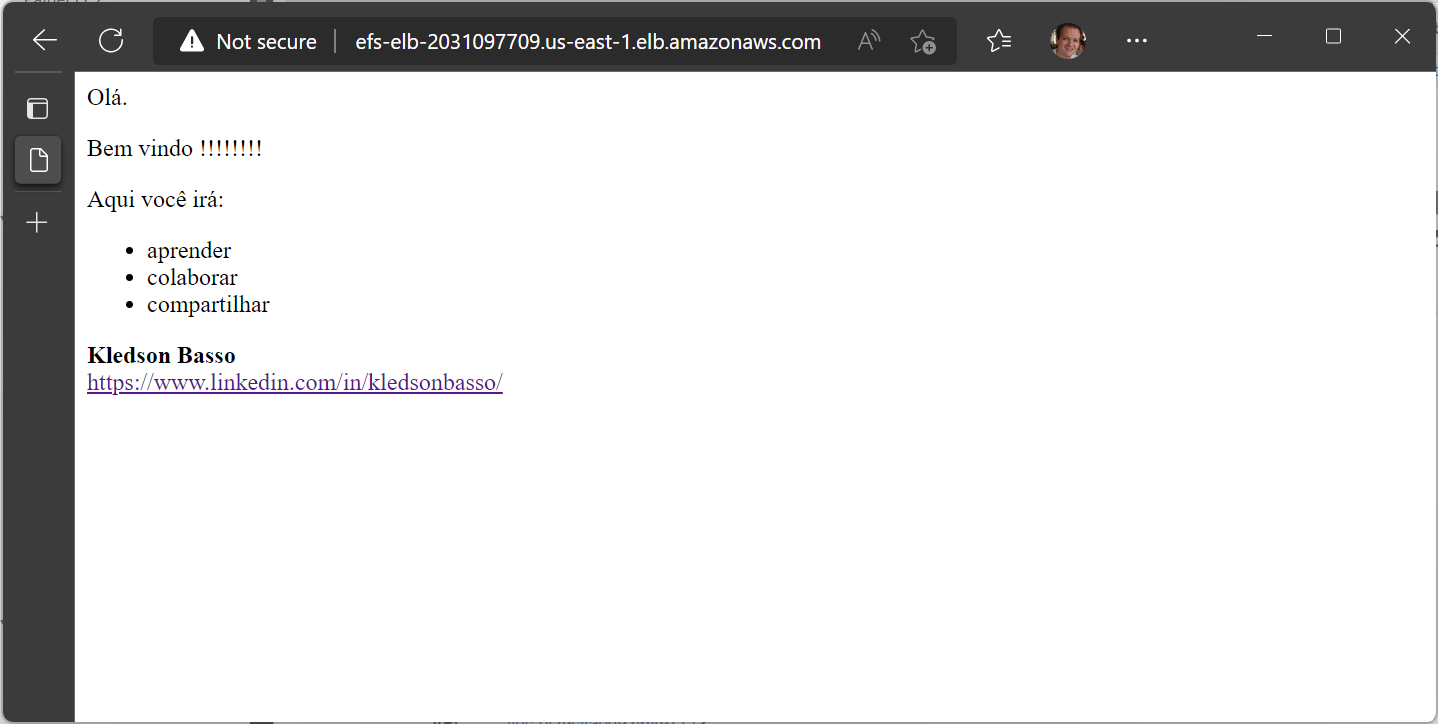 Not secure
efs-elb-2031097709.us-east-1.elb.amazonaws.com
Olá.
Bem vindo !!!!!!!!
Aqui você irá:
aprender
colaborar
compartilhar
Kledson Basso
https://www.linkedin.com/in/kledsonbasso/